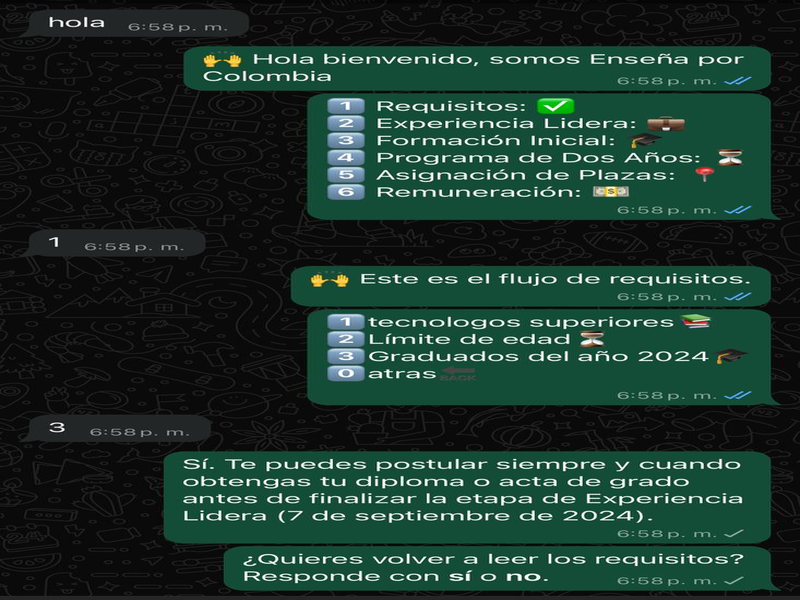 hola 6:58 p. m.
🙌 Hola bienvenido, somos Enseña por
Colombia 6:58 p. m.
1️⃣ Requisitos: ✅
2️⃣ Experiencia Lidera: 💼
3️⃣ Formación Inicial: 🎓
4️⃣ Programa de Dos Años: ⏳
5️⃣ Asignación de Plazas: 📍
6️⃣ Remuneración: 💵
6:58 p. m.
1 6:58 p. m.
🙌 Este es el flujo de requisitos.
6:58 p. m.
1️⃣tecnologos superiores📚
2️⃣Límite de edad⏳
3️⃣Graduados del año 2024🎓
0️⃣atras🔙
6:58 p. m.
3 6:58 p. m.
Sí. Te puedes postular siempre y cuando
obtengas tu diploma o acta de grado
antes de finalizar la etapa de Experiencia
Lidera (7 de septiembre de 2024).
6:58 p. m.
¿Quieres volver a leer los requisitos?
Responde con sí o no. 6:58 p. m.